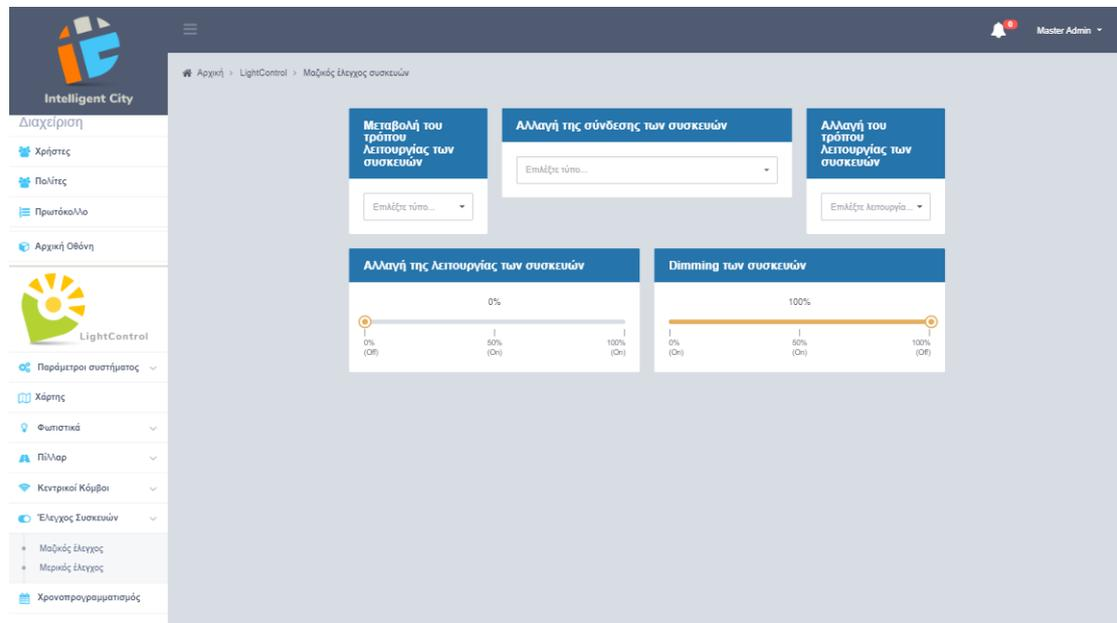 Intelligent City
0
Master Admin
Αρχική > LightControl > Μαζικός έλεγχος συσκευών
Διαχείριση
Χρήστες
Πολίτες
Πρωτόκολλο
Αρχική Οθόνη
LightControl
Παράμετροι συστήματος
Χάρτης
Φωτιστικά
Πίλλαρ
Κεντρικοί Κόμβοι
Έλεγχος Συσκευών
Μαζικός έλεγχος
Μερικός έλεγχος
Χρονοπρογραμματισμός
Μεταβολή του
τρόπου
λειτουργίας των
συσκευών
Επιλέξτε τύπο...
Αλλαγή της σύνδεσης των συσκευών
Επιλέξτε τύπο...
Αλλαγή του
τρόπου
λειτουργίας των
συσκευών
Επιλέξτε λειτουργία...
Αλλαγή της λειτουργίας των συσκευών
0%
0% 50% 100%
(Off) (On) (On)
Dimming των συσκευών
100%
0% 50% 100%
(On) (On) (Off)